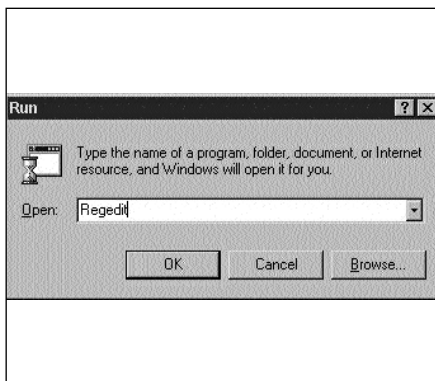 Run
Type the name of a program, folder, document, or Internet
resource, and Windows will open it for you.
Open: Regedit
OK Cancel Browse...